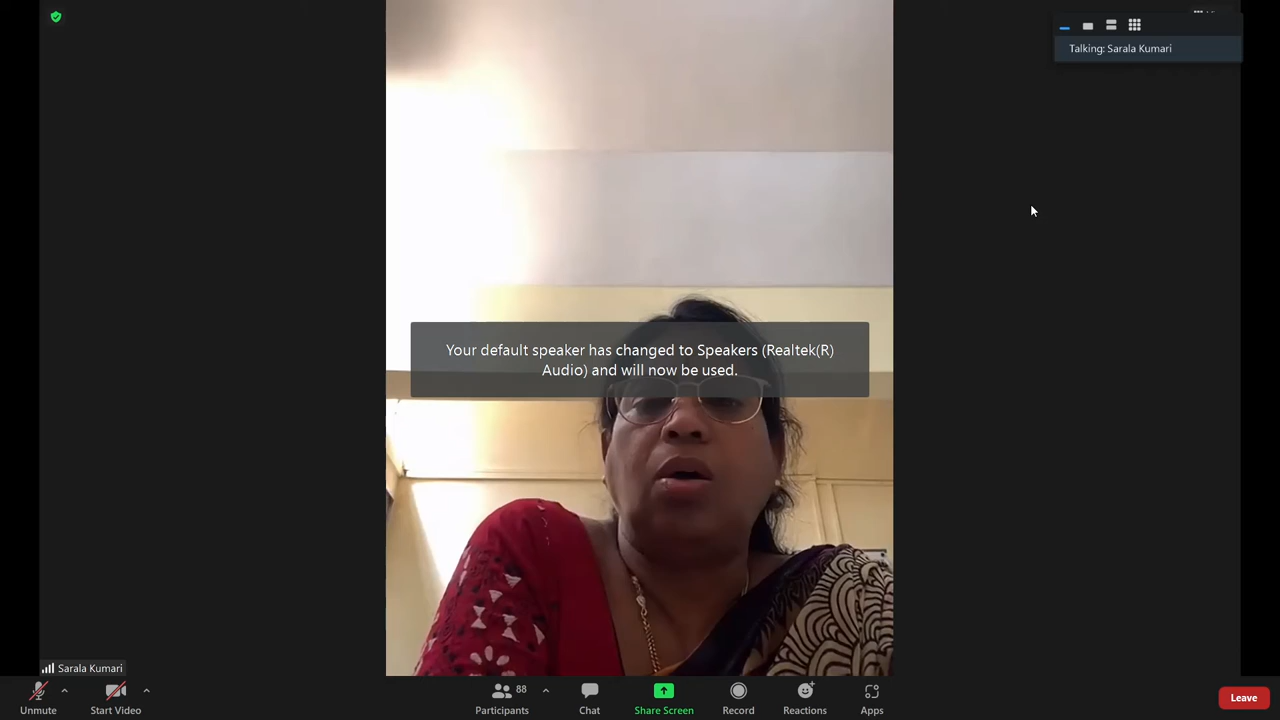 Talking: Sarala Kumari
Your default speaker has changed to Speakers (Realtek(R)
Audio) and will now be used.
Sarala Kumari
Unmute
Start Video
88
Participants
Chat
Share Screen
Record
Reactions
Apps
Leave